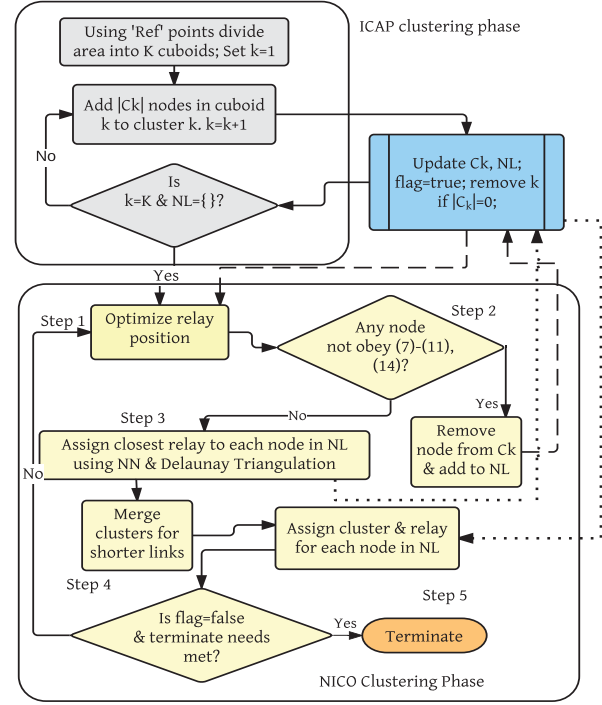 ICAP clustering phase
Using 'Ref' points divide
area into K cuboids; Set k=1
Add |Ck| nodes in cuboid
k to cluster k. k=k+1
No
Is
k=K & NL={ }?
Update Ck, NL;
flag=true; remove k
if |Cₖ|=0;
Yes
Step 1
Optimize relay
position
Step 2
Any node
not obey (7)-(11),
(14)?
Yes
No
Remove
node from Ck
& add to NL
Step 3
Assign closest relay to each node in NL
using NN & Delaunay Triangulation
No
Merge
clusters for
shorter links
Assign cluster & relay
for each node in NL
Step 4
Step 5
Is flag=false
& terminate needs
met?
Yes
Terminate
NICO Clustering Phase